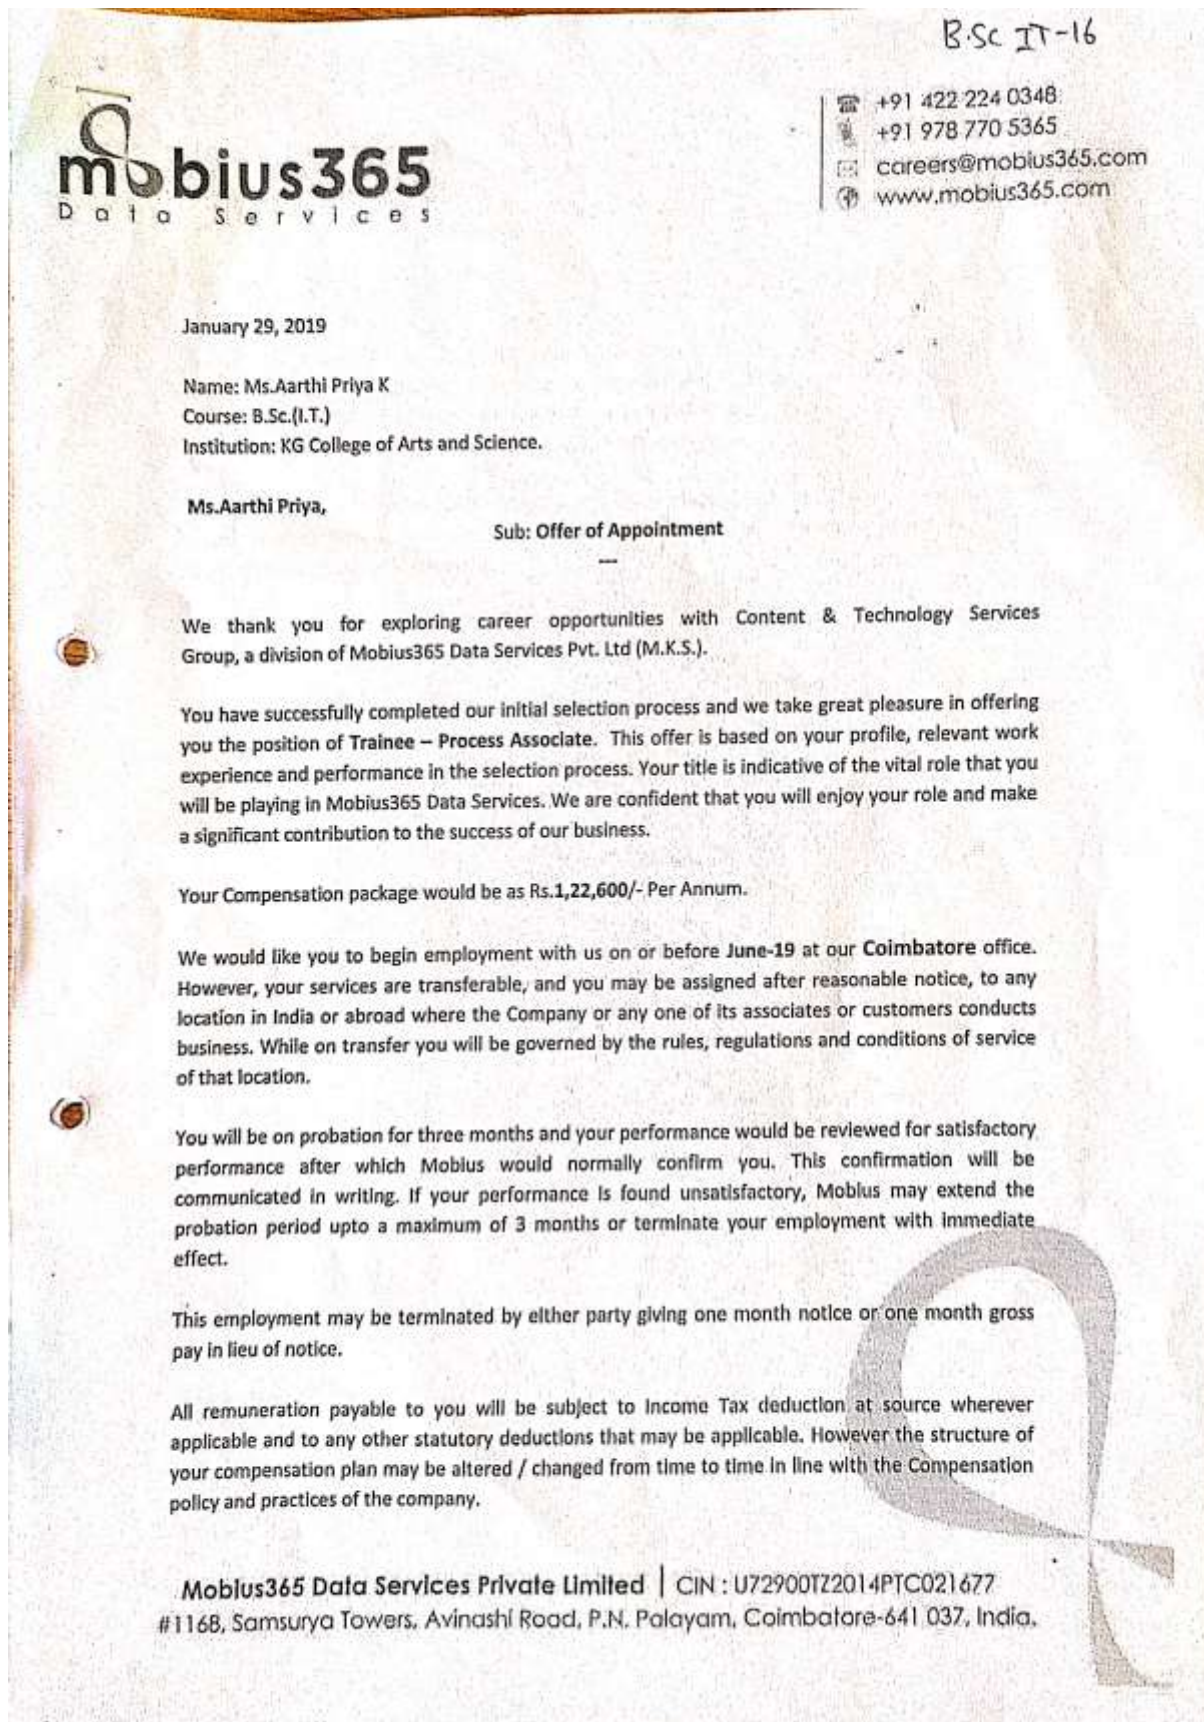 B.Sc IT-16
+91 422 224 0348
+91 978 770 5365
careers@mobius365.com
www.mobius365.com
mobius365
Data Services
January 29, 2019
Name: Ms.Aarthi Priya K
Course: B.Sc.(I.T.)
Institution: KG College of Arts and Science.
Ms.Aarthi Priya,
Sub: Offer of Appointment
---
We thank you for exploring career opportunities with Content & Technology Services
Group, a division of Mobius365 Data Services Pvt. Ltd (M.K.S.).
You have successfully completed our initial selection process and we take great pleasure in offering
you the position of Trainee – Process Associate. This offer is based on your profile, relevant work
experience and performance in the selection process. Your title is indicative of the vital role that you
will be playing in Mobius365 Data Services. We are confident that you will enjoy your role and make
a significant contribution to the success of our business.
Your Compensation package would be as Rs.1,22,600/- Per Annum.
We would like you to begin employment with us on or before June-19 at our Coimbatore office.
However, your services are transferable, and you may be assigned after reasonable notice, to any
location in India or abroad where the Company or any one of its associates or customers conducts
business. While on transfer you will be governed by the rules, regulations and conditions of service
of that location.
You will be on probation for three months and your performance would be reviewed for satisfactory
performance after which Mobius would normally confirm you. This confirmation will be
communicated in writing. If your performance is found unsatisfactory, Mobius may extend the
probation period upto a maximum of 3 months or terminate your employment with immediate
effect.
This employment may be terminated by either party giving one month notice or one month gross
pay in lieu of notice.
All remuneration payable to you will be subject to Income Tax deduction at source wherever
applicable and to any other statutory deductions that may be applicable. However the structure of
your compensation plan may be altered / changed from time to time in line with the Compensation
policy and practices of the company.
Mobius365 Data Services Private Limited | CIN : U72900TZ2014PTC021677
#116B, Samsurya Towers, Avinashi Road, P.N. Palayam, Coimbatore-641 037, India.